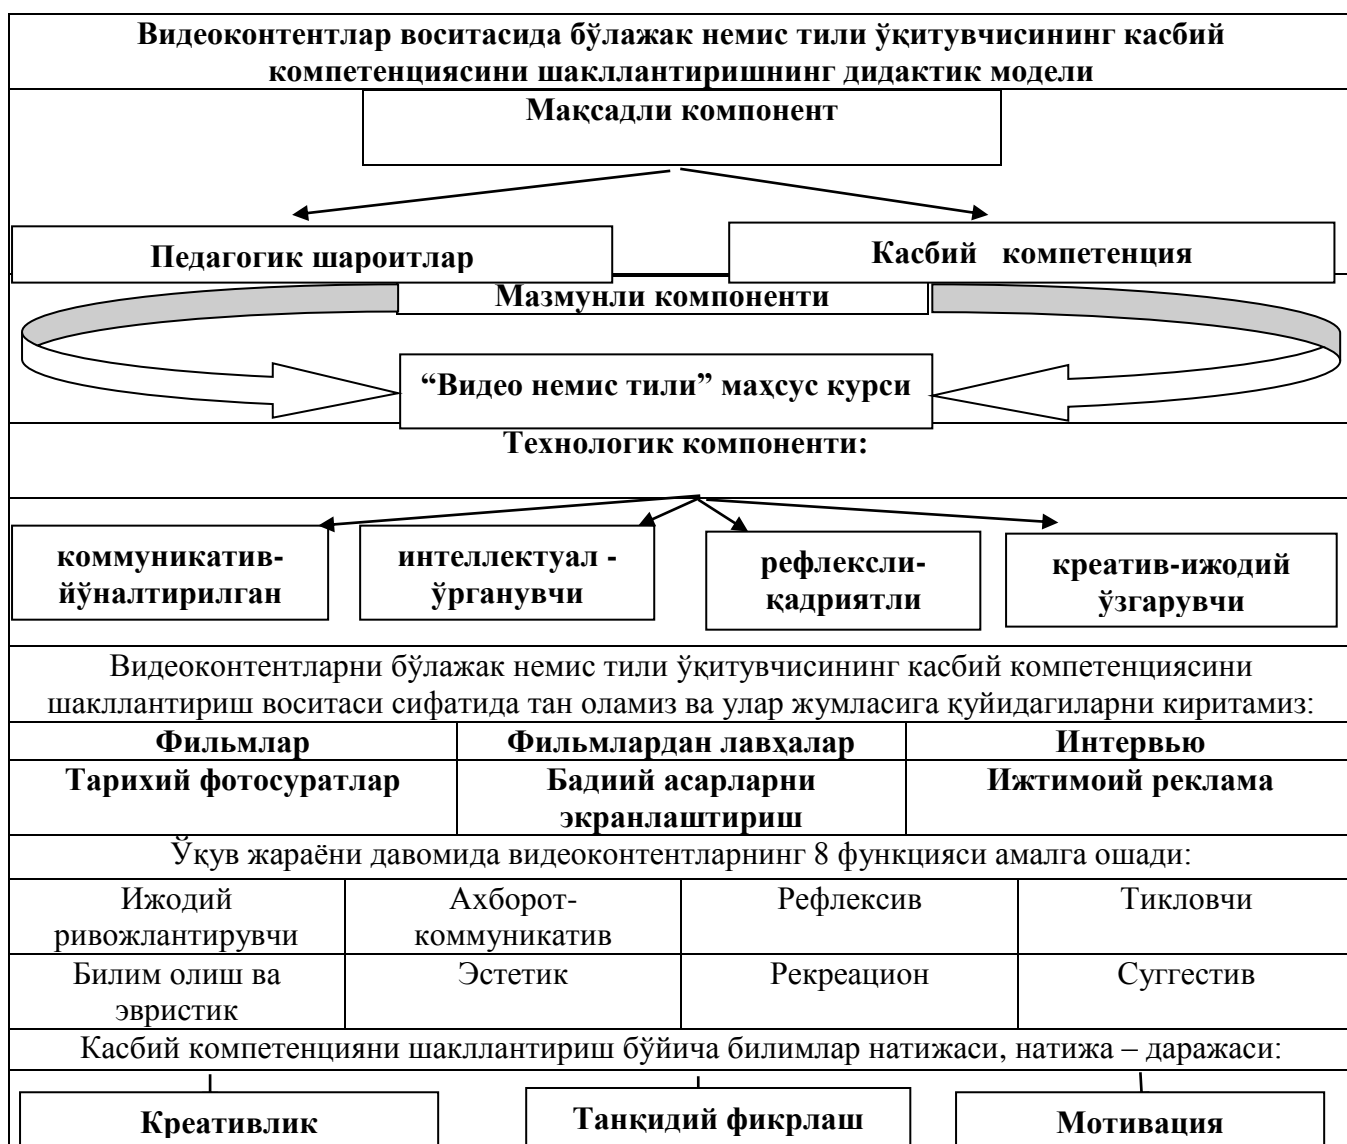 Видеоконтентлар воситасида бўлажак немис тили ўқитувчисининг касбий
компетенциясини шакллантиришнинг дидактик модели
Мақсадли компонент
Педагогик шароитлар
Касбий компетенция
Мазмунли компоненти
“Видео немис тили” махсус курси
Технологик компоненти:
коммуникатив-
йўналтирилган
интеллектуал -
ўрганувчи
рефлексли-
қадриятли
креатив-ижодий
ўзгарувчи
Видеоконтентларни бўлажак немис тили ўқитувчисининг касбий компетенциясини
шакллантириш воситаси сифатида тан оламиз ва улар жумласига қуйидагиларни киритамиз:
Фильмлар
Фильмлардан лавҳалар
Интервью
Тарихий фотосуратлар
Бадиий асарларни
экранлаштириш
Ижтимоий реклама
Ўқув жараёни давомида видеоконтентларнинг 8 функцияси амалга ошади:
Ижодий
ривожлантирувчи
Ахборот-
коммуникатив
Рефлексив
Тикловчи
Билим олиш ва
эвристик
Эстетик
Рекреацион
Суггестив
Касбий компетенцияни шакллантириш бўйича билимлар натижаси, натижа – даражаси:
Креативлик
Танқидий фикрлаш
Мотивация